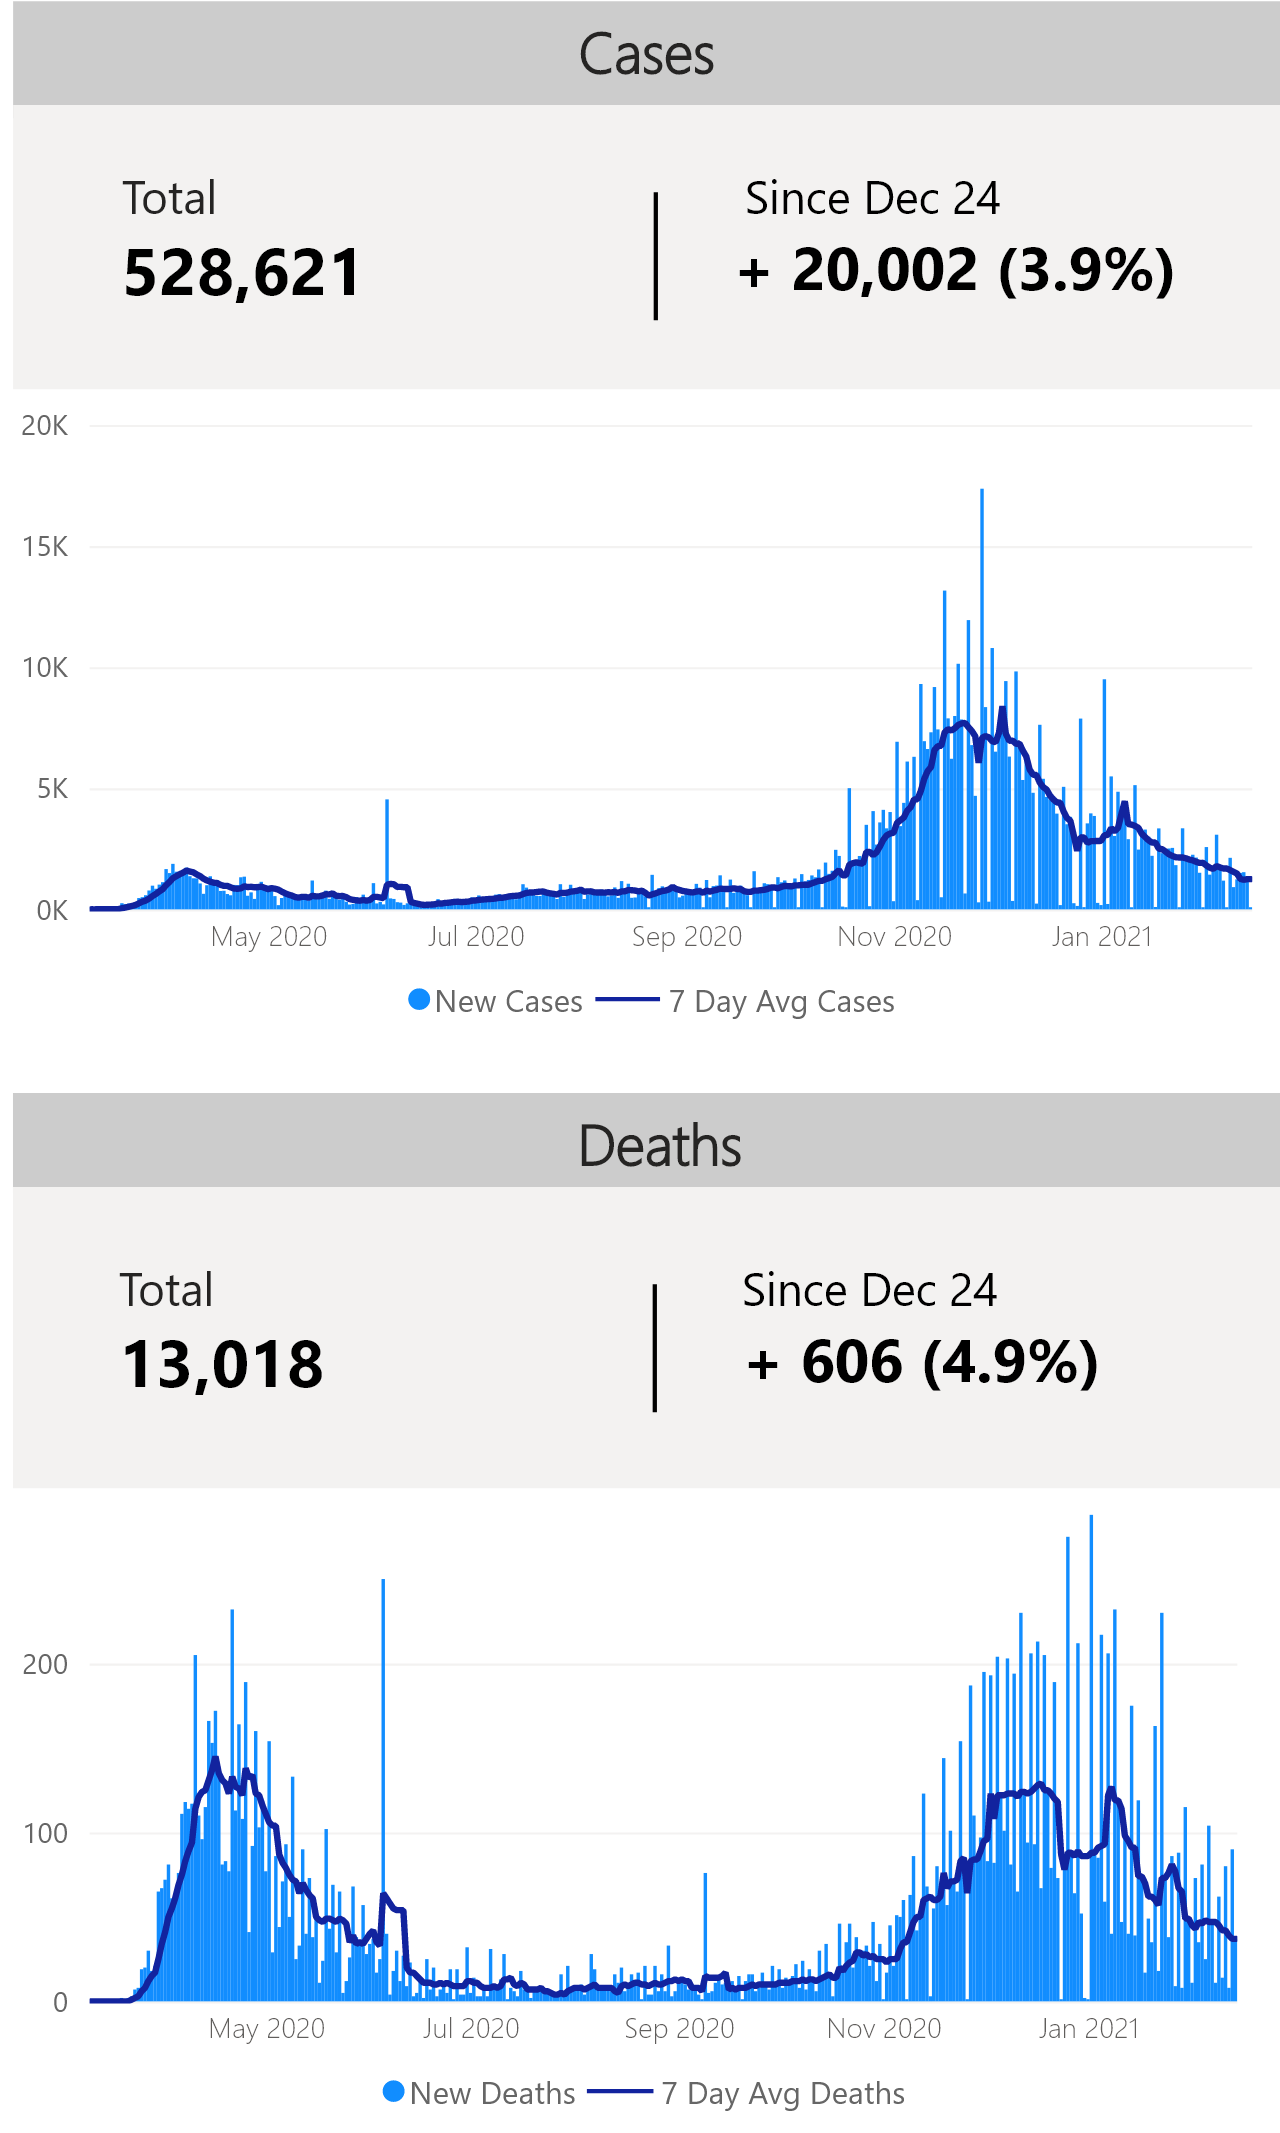 Cases
Total
Since Dec 24
528,621
+ 20,002 (3.9%)
20K
15K
10K
5K
0K
May 2020
Jul 2020
Sep 2020
Nov 2020
Jan 2021
New Cases
7 Day Avg Cases
Deaths
Total
Since Dec 24
13,018
+ 606 (4.9%)
200
100
0
May 2020
Jul 2020
Sep 2020
Nov 2020
Jan 2021
New Deaths
7 Day Avg Deaths